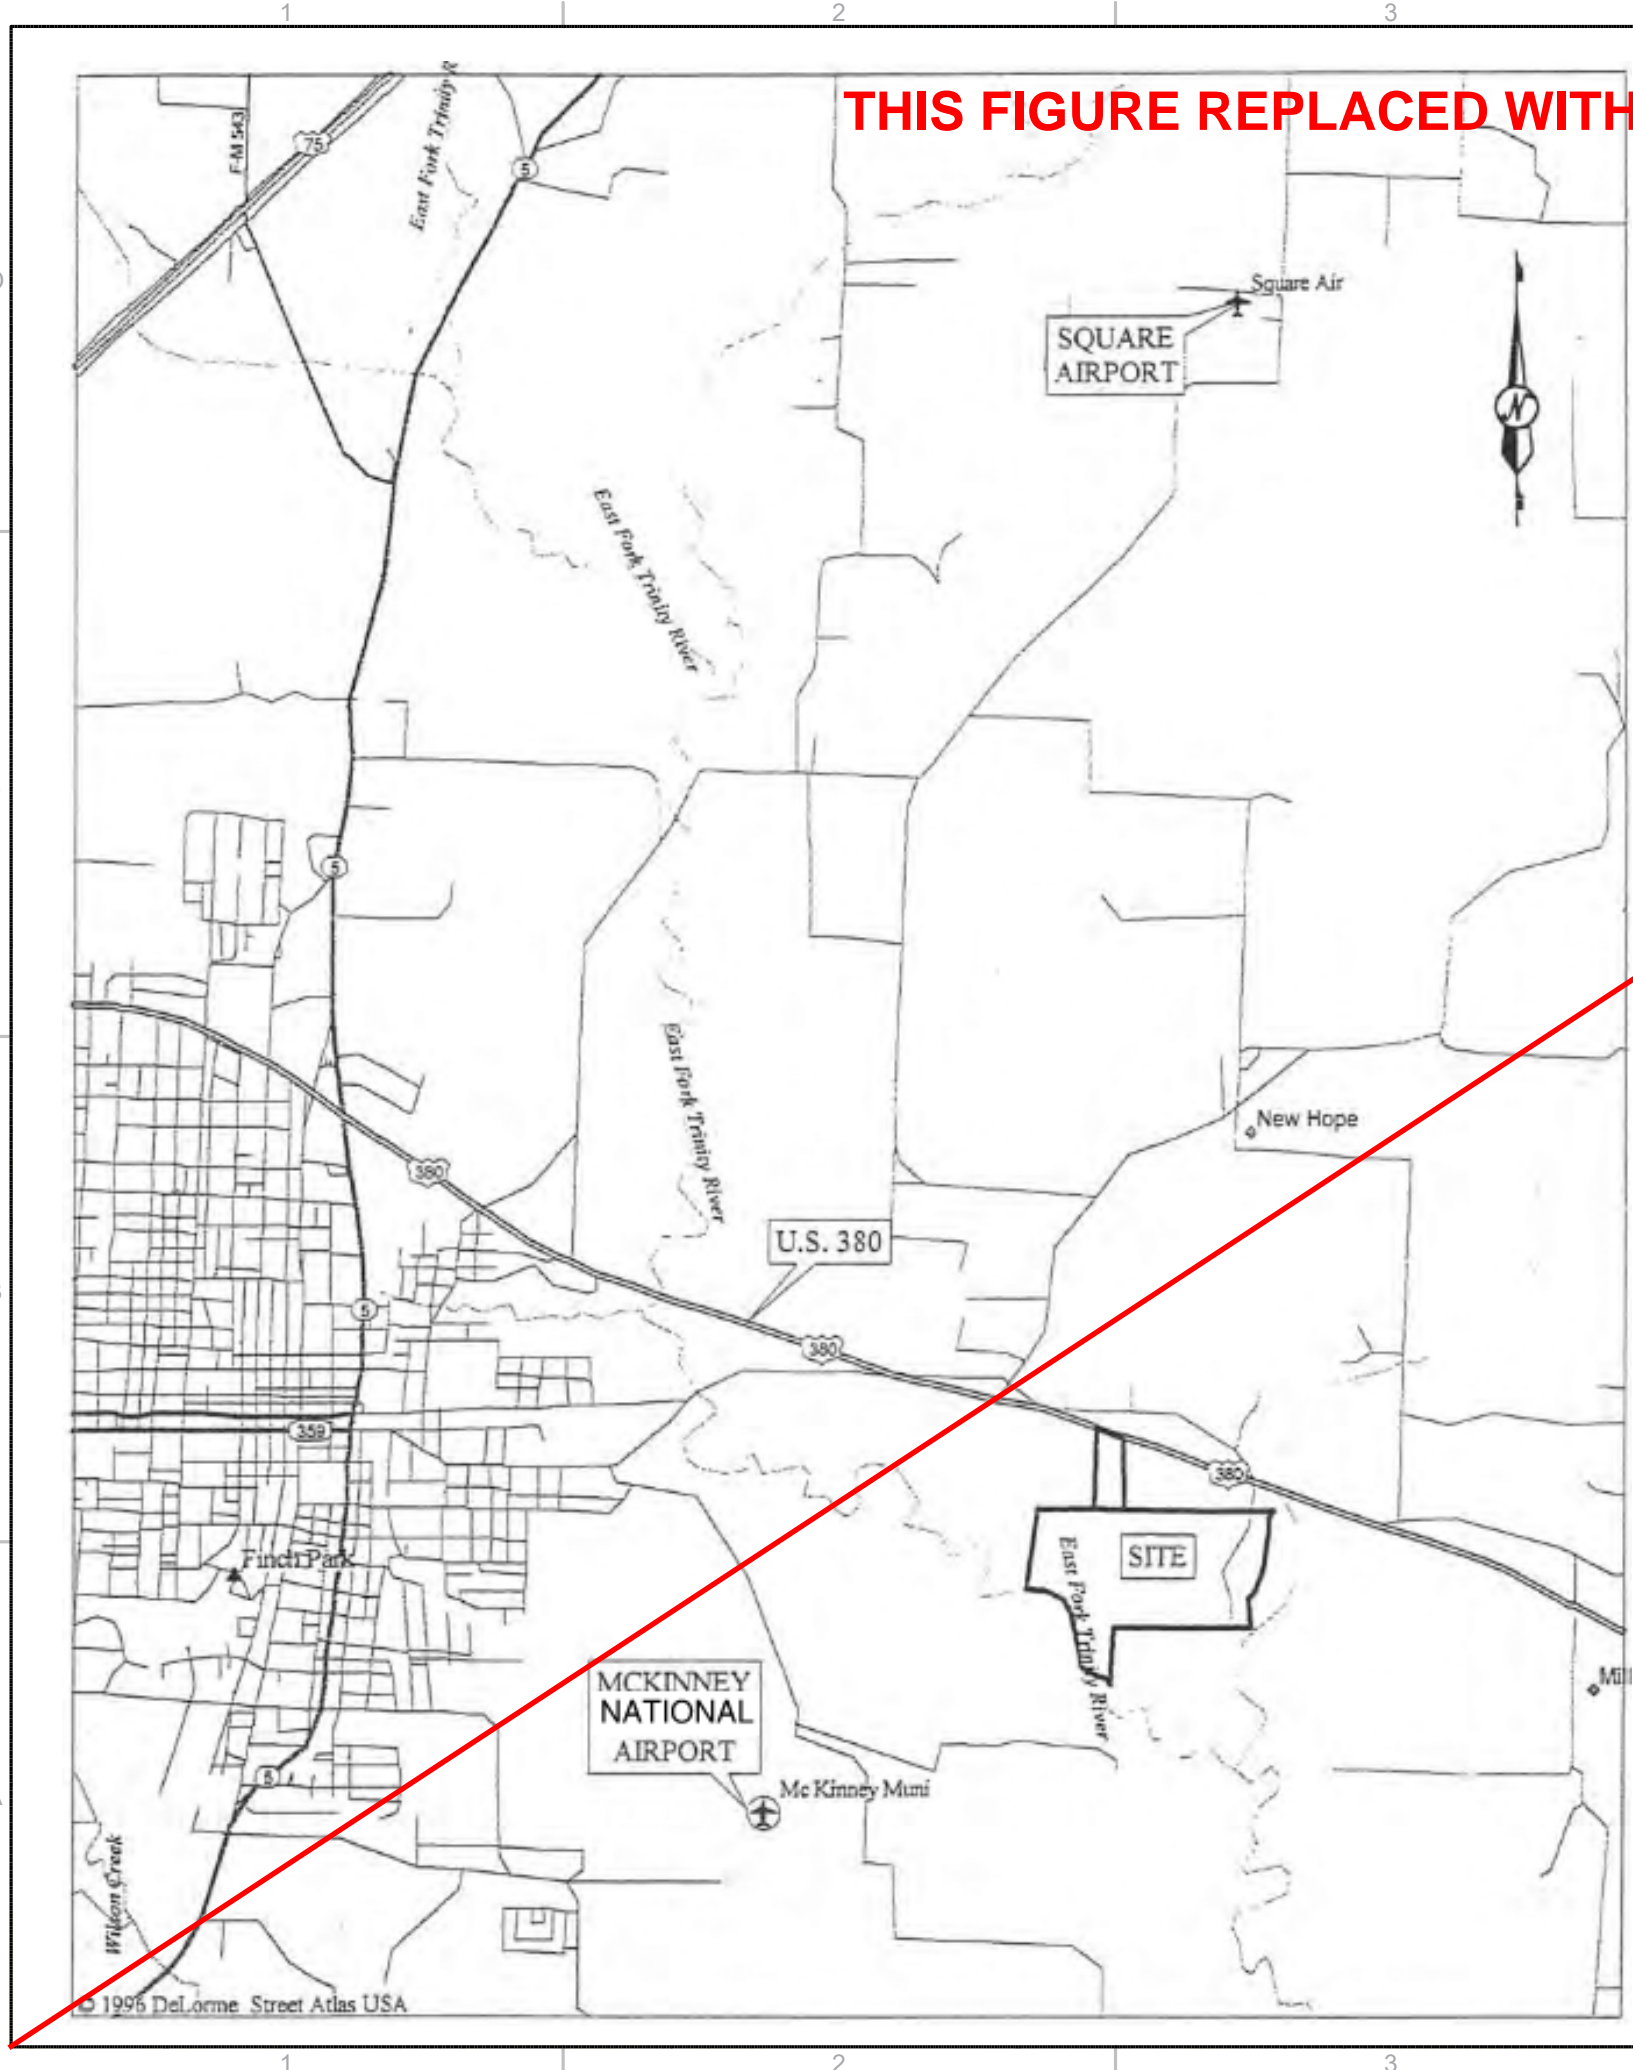 1
2
3
THIS FIGURE REPLACED WITH
F-M 543
75
East Fork Trinity R
5
Square Air
SQUARE
AIRPORT
N
East Fork Trinity River
5
East Fork Trinity River
New Hope
380
U.S. 380
5
380
359
380
Finch Park
SITE
East Fork Trinity River
MCKINNEY
NATIONAL
AIRPORT
Mill
5
Mc Kinney Muni
Wilson Creek
© 1996 DeLorme Street Atlas USA
1
2
3